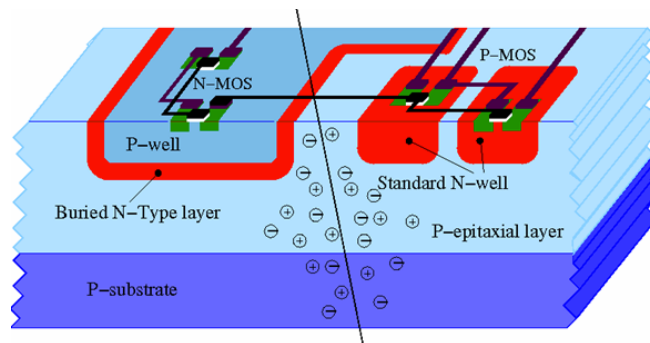 P-MOS
N-MOS
P-well
Standard N-well
Buried N-Type layer
P-epitaxial layer
P-substrate